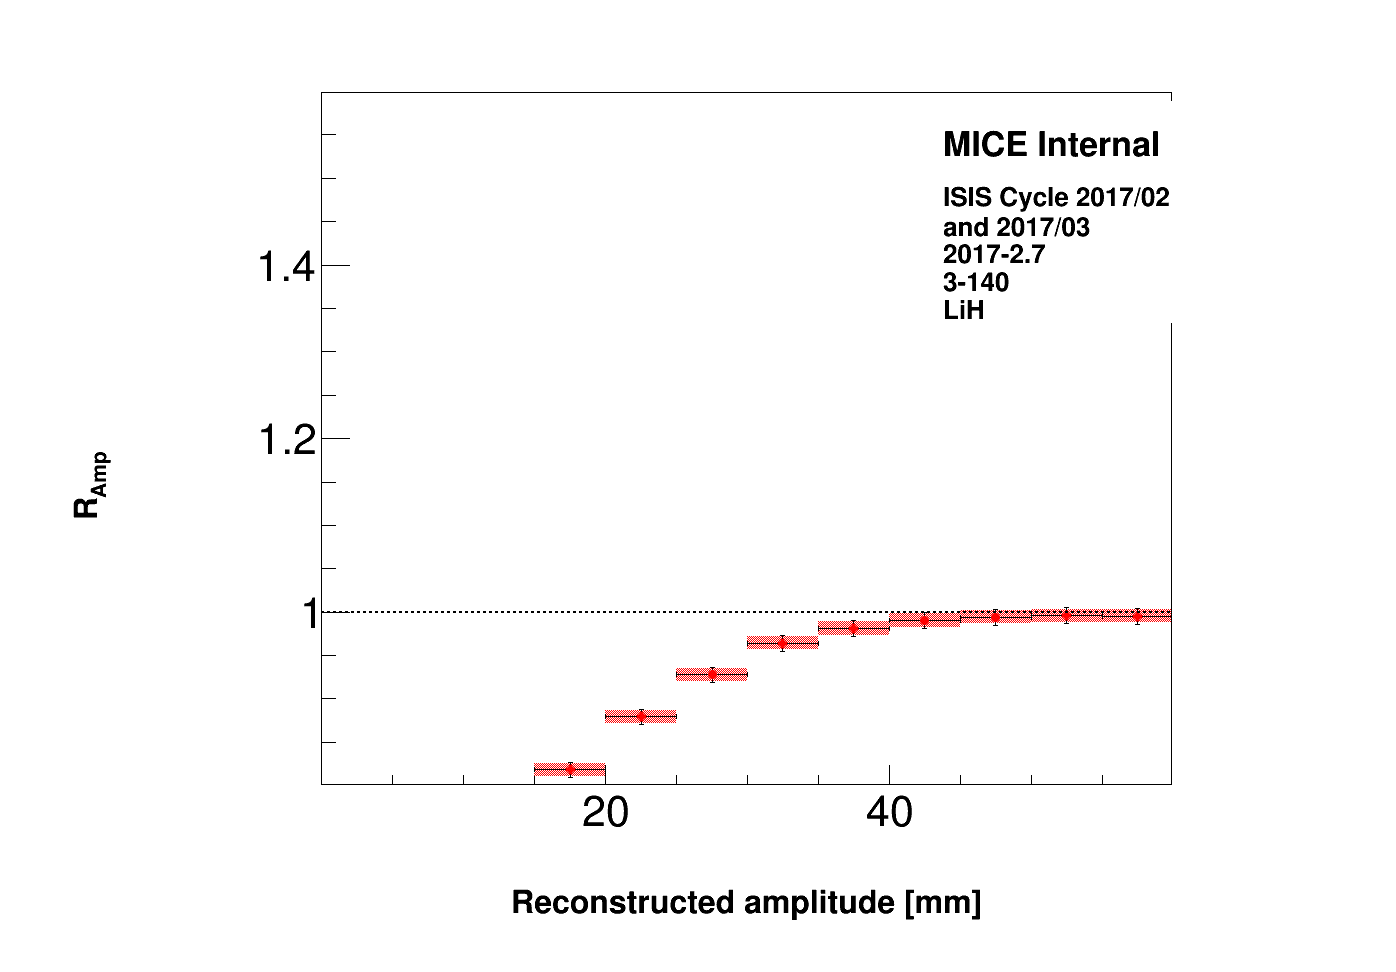 MICE Internal
ISIS Cycle 2017/02
and 2017/03
2017-2.7
3-140
LiH
1.4
1.2
1
R_Amp
20 40
Reconstructed amplitude [mm]